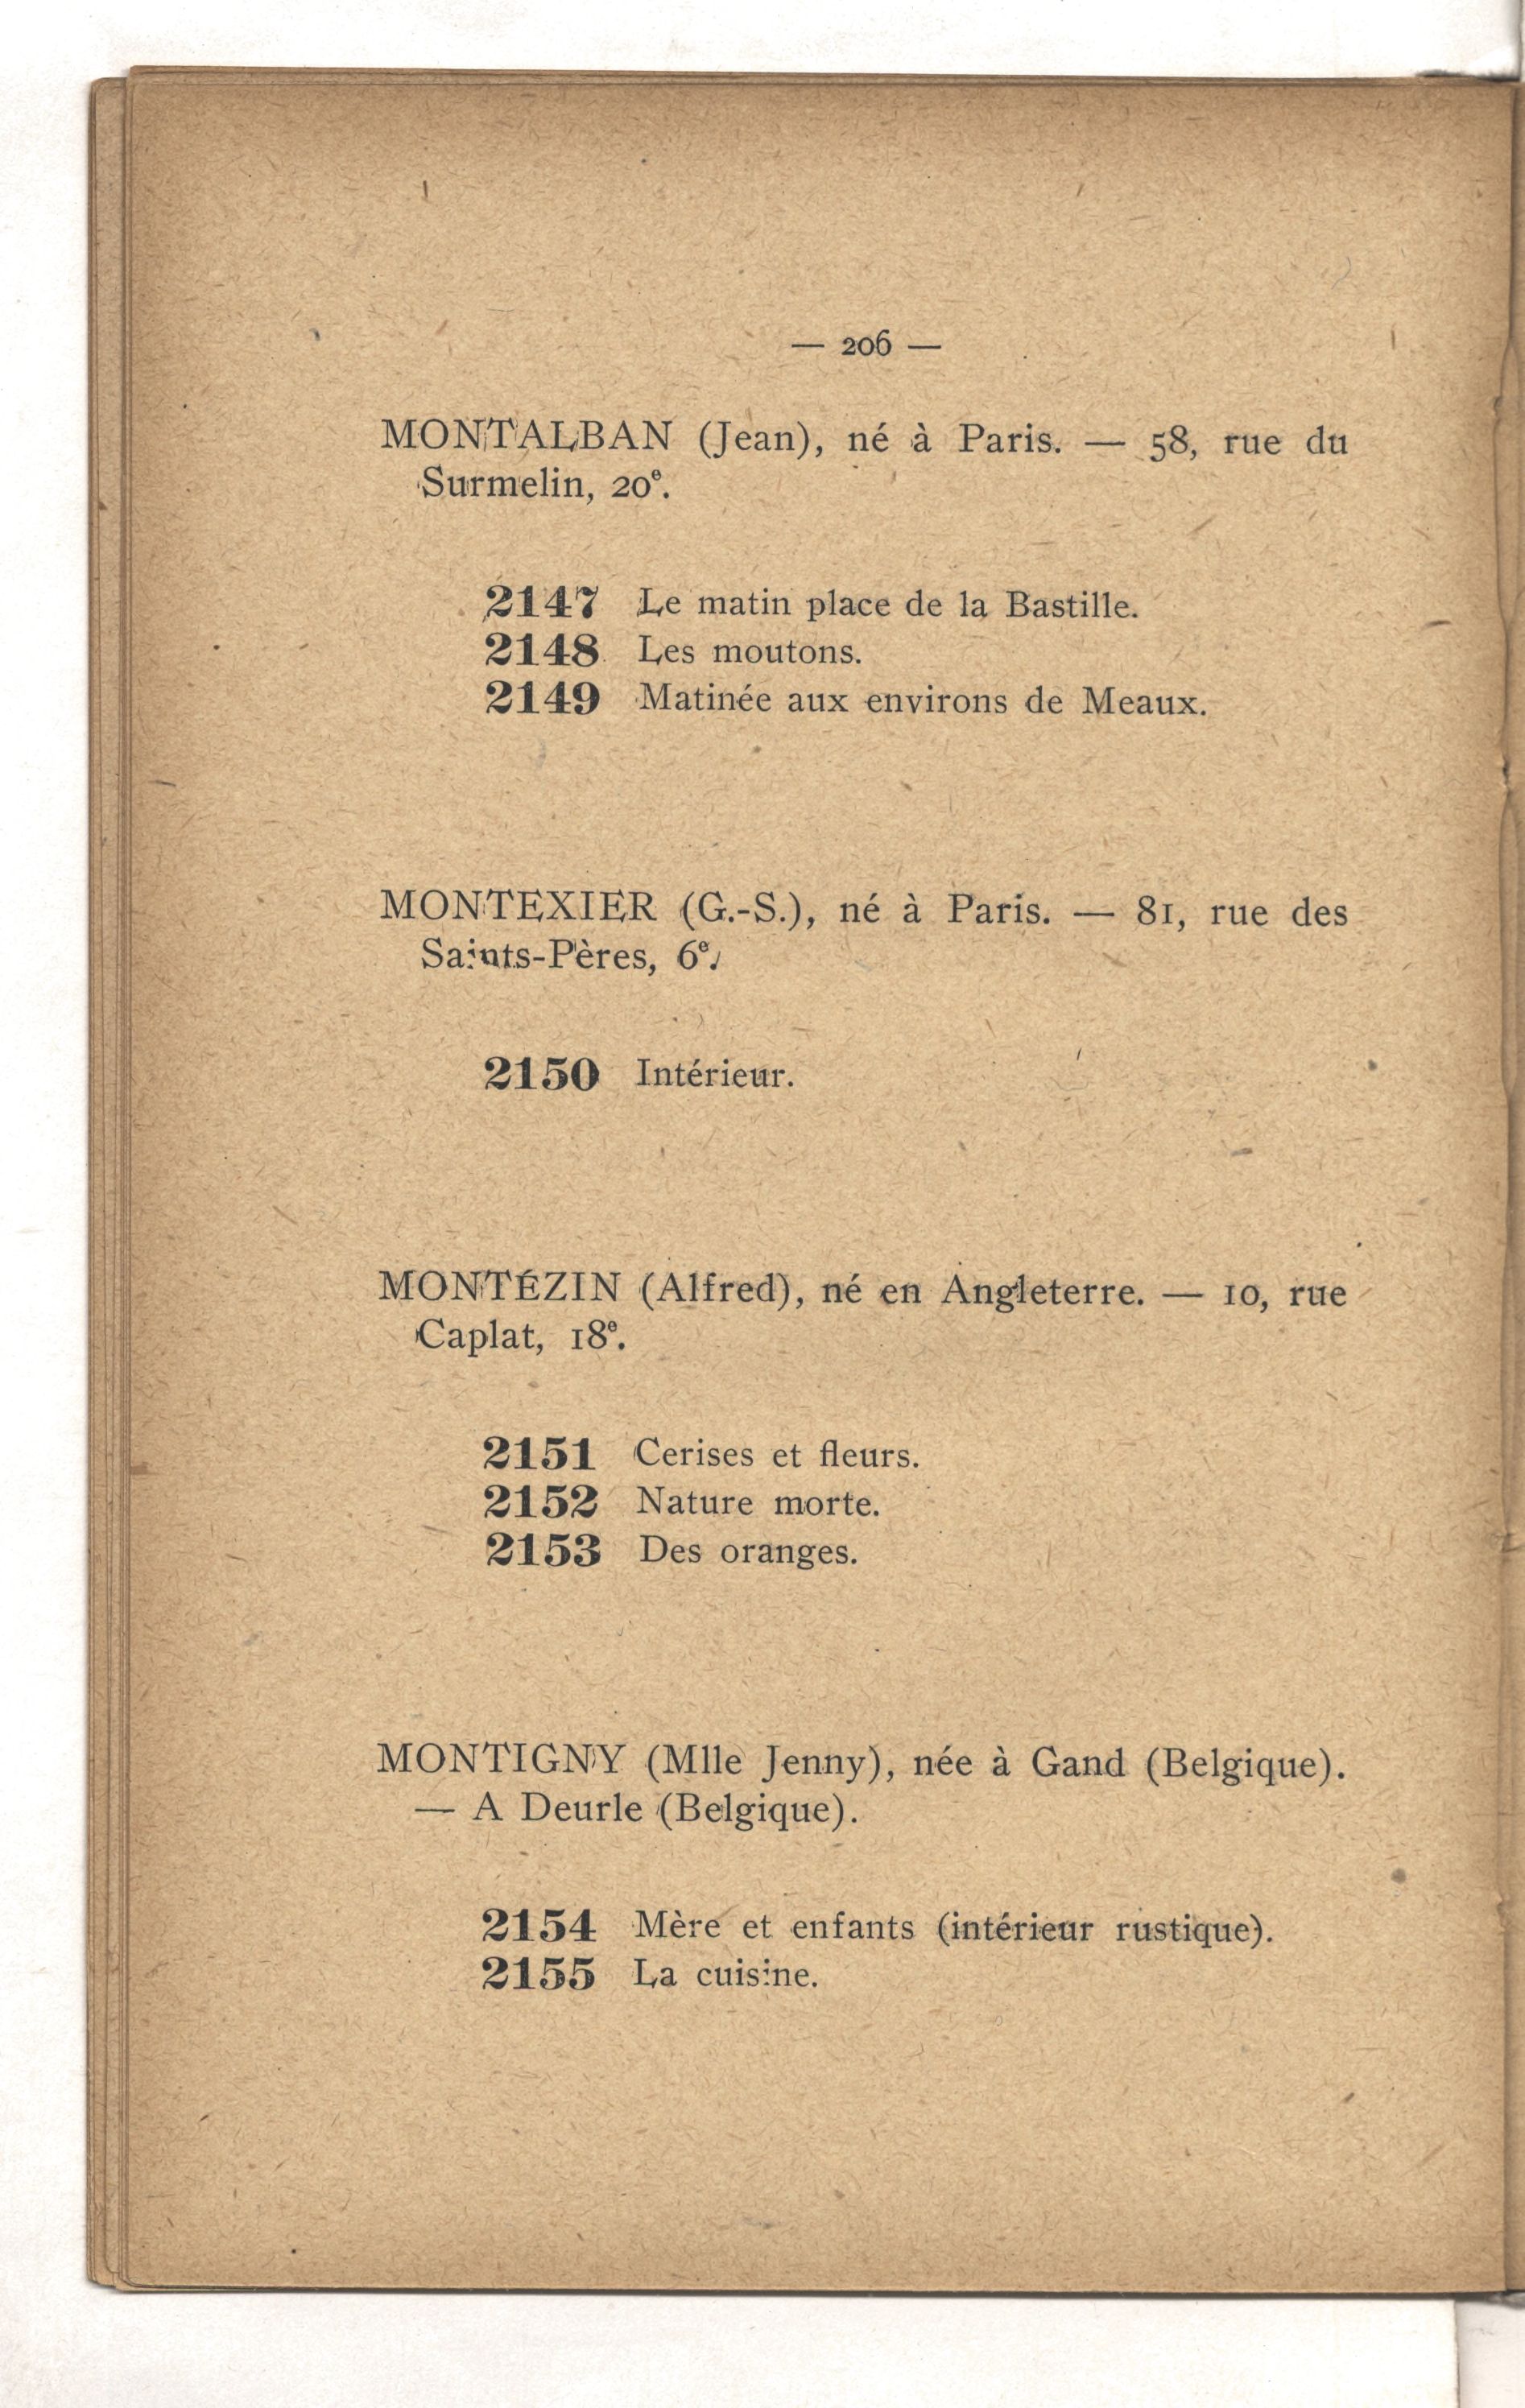 — 206 —
MONTALBAN (Jean), né à Paris. — 58, rue du
Surmelin, 20e.
2147 Le matin place de la Bastille.
2148 Les moutons.
2149 Matinée aux environs de Meaux.
MONTEXIER (G.-S.), né à Paris. — 81, rue des
Saints-Pères, 6e.
2150 Intérieur.
MONTÉZIN (Alfred), né en Angleterre. — 10, rue
Caplat, 18e.
2151 Cerises et fleurs.
2152 Nature morte.
2153 Des oranges.
MONTIGNY (Mlle Jenny), née à Gand (Belgique).
— A Deurle (Belgique).
2154 Mère et enfants (intérieur rustique).
2155 La cuisine.